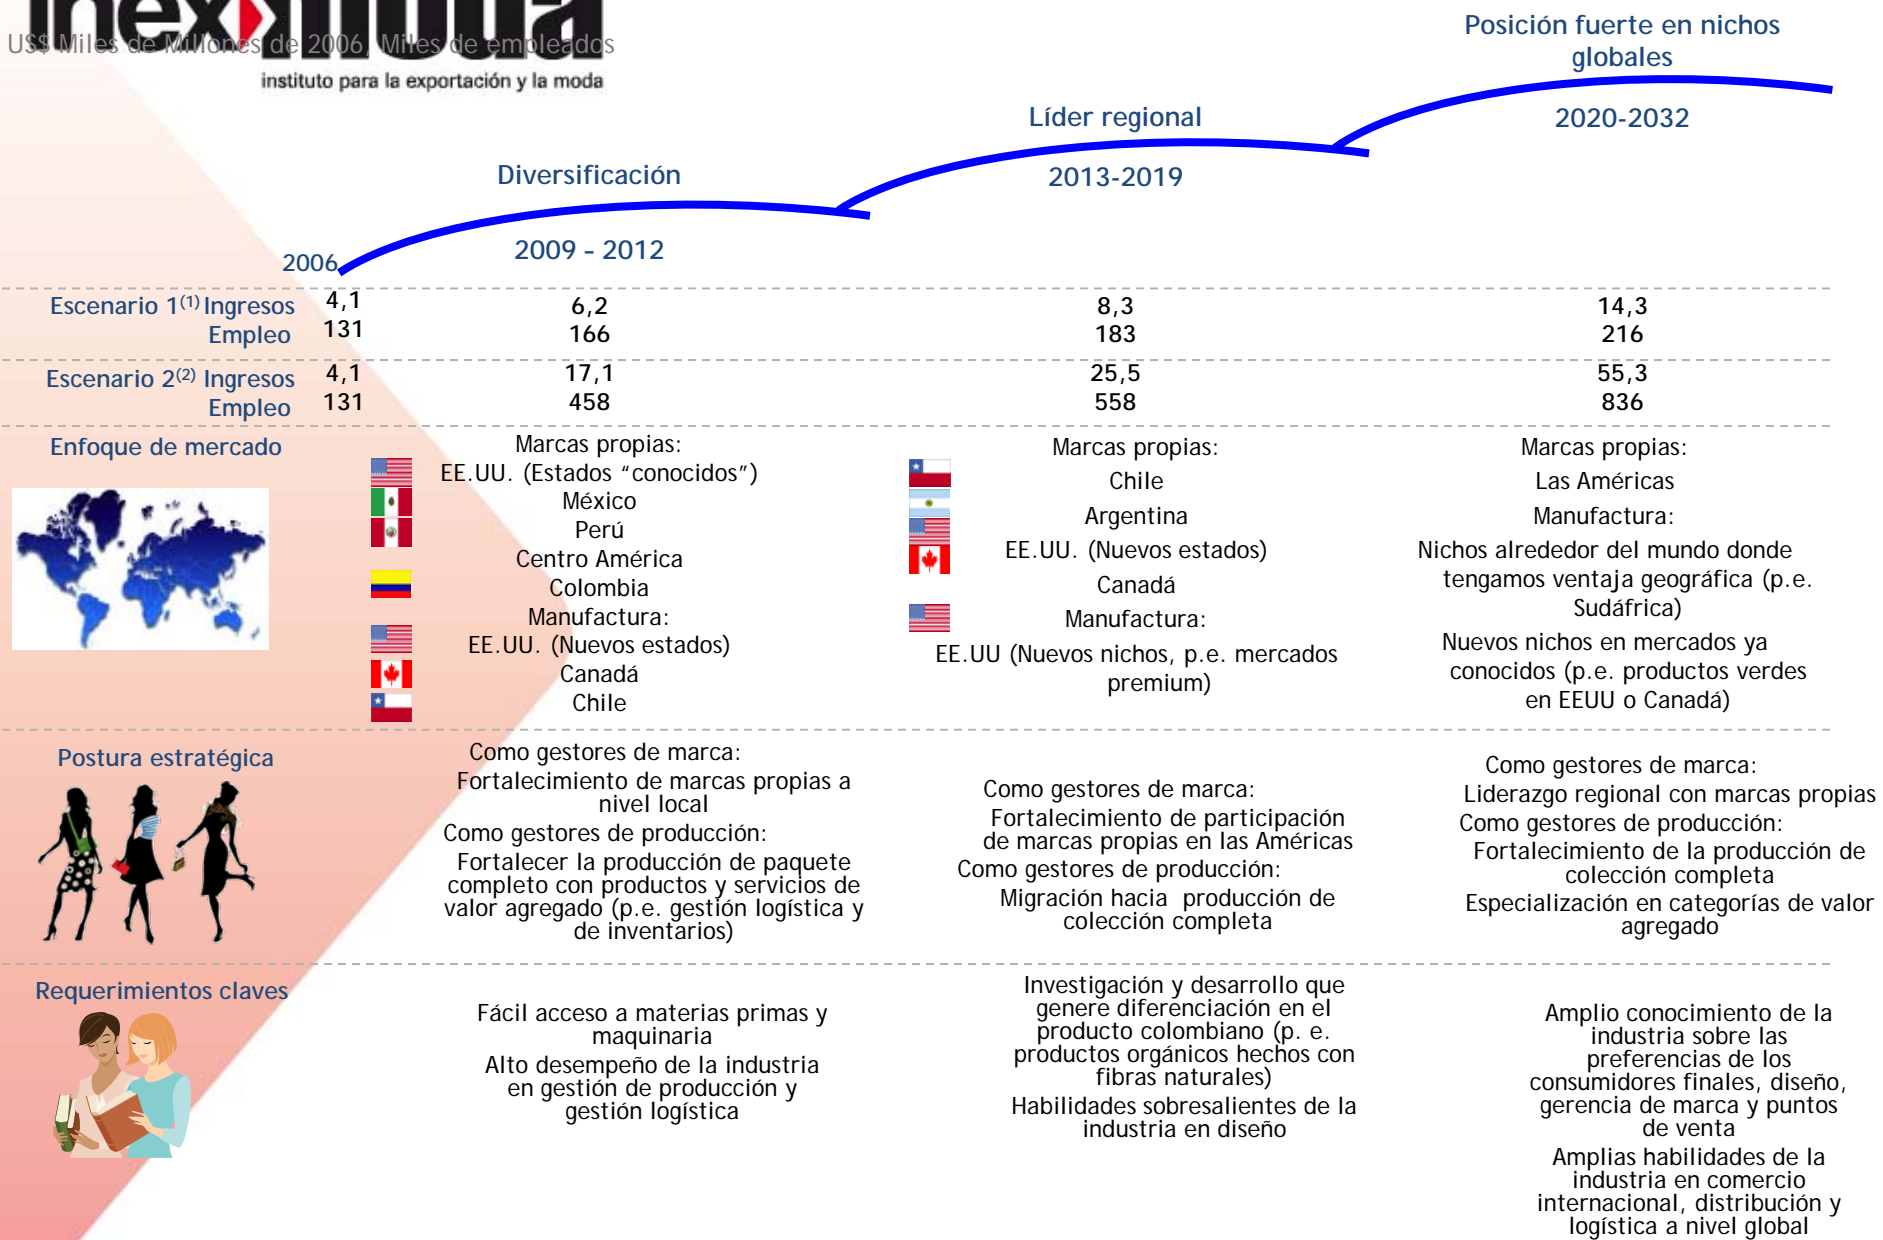 inexmoda
US$ Miles de Millones de 2006, Miles de empleados
instituto para la exportación y la moda
Posición fuerte en nichos
globales
2020-2032
Líder regional
2013-2019
Diversificación
2009 - 2012
2006
Escenario 1(1) Ingresos 4,1 6,2 8,3 14,3
Empleo 131 166 183 216
Escenario 2(2) Ingresos 4,1 17,1 25,5 55,3
Empleo 131 458 558 836
Enfoque de mercado
Marcas propias:
EE.UU. (Estados “conocidos”)
México
Perú
Centro América
Colombia
Manufactura:
EE.UU. (Nuevos estados)
Canadá
Chile
Marcas propias:
Chile
Argentina
EE.UU. (Nuevos estados)
Canadá
Manufactura:
EE.UU (Nuevos nichos, p.e. mercados
premium)
Marcas propias:
Las Américas
Manufactura:
Nichos alrededor del mundo donde
tengamos ventaja geográfica (p.e.
Sudáfrica)
Nuevos nichos en mercados ya
conocidos (p.e. productos verdes
en EEUU o Canadá)
Postura estratégica
Como gestores de marca:
Fortalecimiento de marcas propias a
nivel local
Como gestores de producción:
Fortalecer la producción de paquete
completo con productos y servicios de
valor agregado (p.e. gestión logística y
de inventarios)
Como gestores de marca:
Fortalecimiento de participación
de marcas propias en las Américas
Como gestores de producción:
Migración hacia producción de
colección completa
Como gestores de marca:
Liderazgo regional con marcas propias
Como gestores de producción:
Fortalecimiento de la producción de
colección completa
Especialización en categorías de valor
agregado
Requerimientos claves
Fácil acceso a materias primas y
maquinaria
Alto desempeño de la industria
en gestión de producción y
gestión logística
Investigación y desarrollo que
genere diferenciación en el
producto colombiano (p. e.
productos orgánicos hechos con
fibras naturales)
Habilidades sobresalientes de la
industria en diseño
Amplio conocimiento de la
industria sobre las
preferencias de los
consumidores finales, diseño,
gerencia de marca y puntos
de venta
Amplias habilidades de la
industria en comercio
internacional, distribución y
logística a nivel global